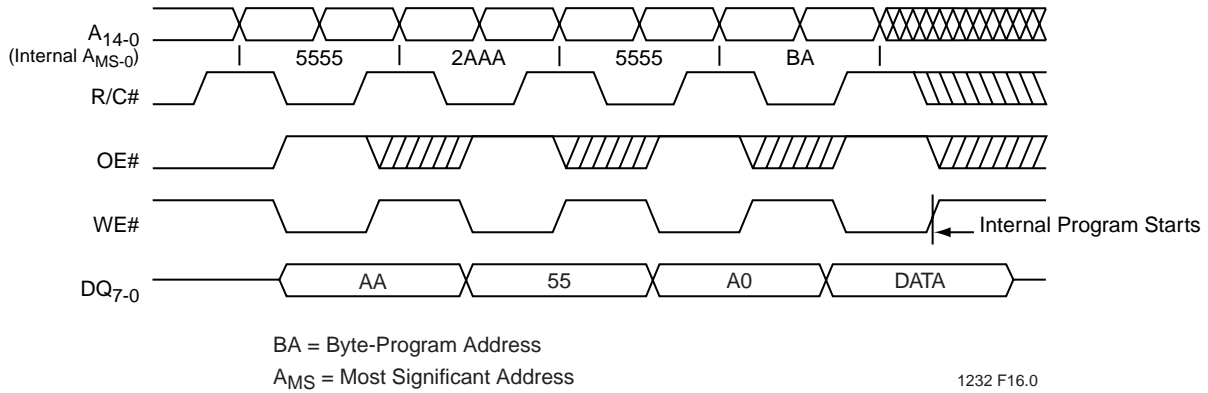 A14-0
(Internal AMS-0)
5555 2AAA 5555 BA
R/C#
OE#
WE#
Internal Program Starts
DQ7-0
AA 55 A0 DATA
BA = Byte-Program Address
AMS = Most Significant Address
1232 F16.0